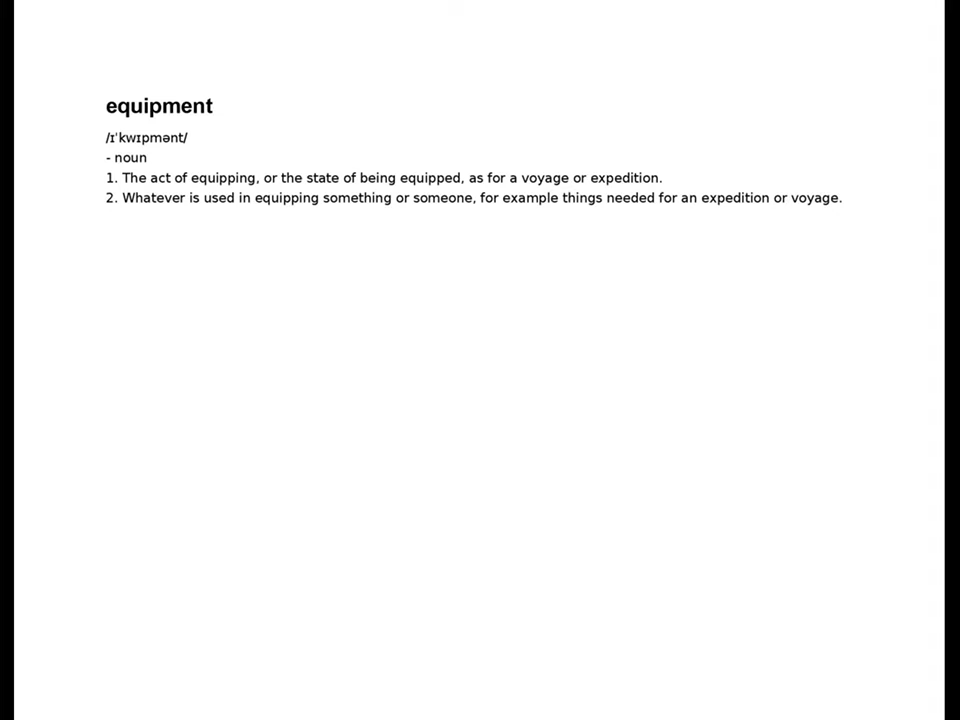 equipment
/ɪˈkwɪpmənt/
- noun
1. The act of equipping, or the state of being equipped, as for a voyage or expedition.
2. Whatever is used in equipping something or someone, for example things needed for an expedition or voyage.